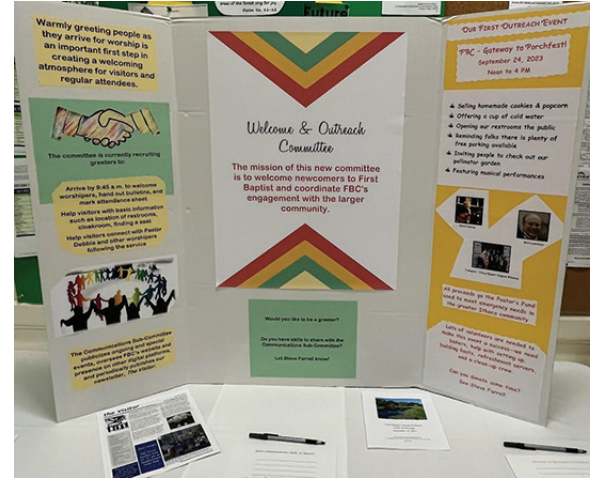 Future
Warmly greeting people as
they arrive for worship is
an important first step in
creating a welcoming
atmosphere for visitors and
regular attendees.
The committee is currently recruiting
greeters to:
Arrive by 9:45 a.m. to welcome
worshipers, hand out bulletins, and
mark attendance sheet
Help visitors with basic information
such as location of restrooms,
cloakroom, finding a seat
Help visitors connect with Pastor
Debbie and other worshipers
following the service
The Communications Sub-Committee
publicizes ongoing and special
events, oversees FBC's website and
presence on other digital platforms,
and periodically publishes our
newsletter, The Visitor.
Welcome & Outreach
Committee
The mission of this new committee
is to welcome newcomers to First
Baptist and coordinate FBC's
engagement with the larger
community.
Would you like to be a greeter?
Do you have skills to share with the
Communications Sub-Committee?
Let Steve Farrell know!
Our First Outreach Event
FBC - Gateway to Porchfest!
September 24, 2023
Noon to 4 PM
Selling homemade cookies & popcorn
Offering a cup of cold water
Opening our restrooms the public
Reminding folks there is plenty of
free parking available
Inviting people to check out our
pollinator garden
Featuring musical performances
All proceeds go the Pastor's Fund
used to meet emergency needs in
the greater Ithaca community
Lots of volunteers are needed to
make this event a success—we need
bakers, help with setting up,
building hosts, refreshment servers,
and a clean-up crew.
Can you donate some time?
See Steve Farrell
the Visitor